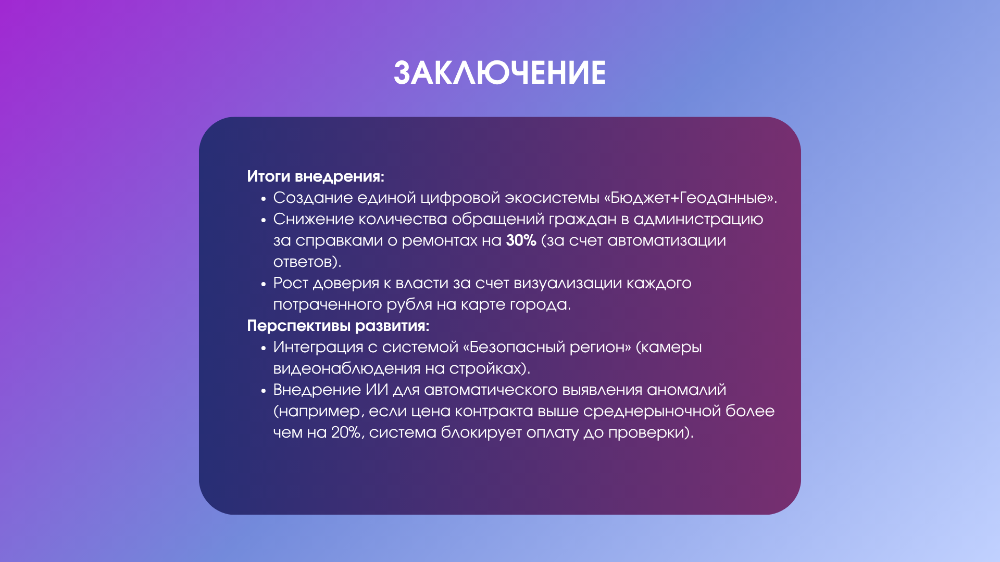 ЗАКЛЮЧЕНИЕ
Итоги внедрения:
• Создание единой цифровой экосистемы «Бюджет+Геоданные».
• Снижение количества обращений граждан в администрацию
за справками о ремонтах на 30% (за счет автоматизации
ответов).
• Рост доверия к власти за счет визуализации каждого
потраченного рубля на карте города.
Перспективы развития:
• Интеграция с системой «Безопасный регион» (камеры
видеонаблюдения на стройках).
• Внедрение ИИ для автоматического выявления аномалий
(например, если цена контракта выше среднерыночной более
чем на 20%, система блокирует оплату до проверки).